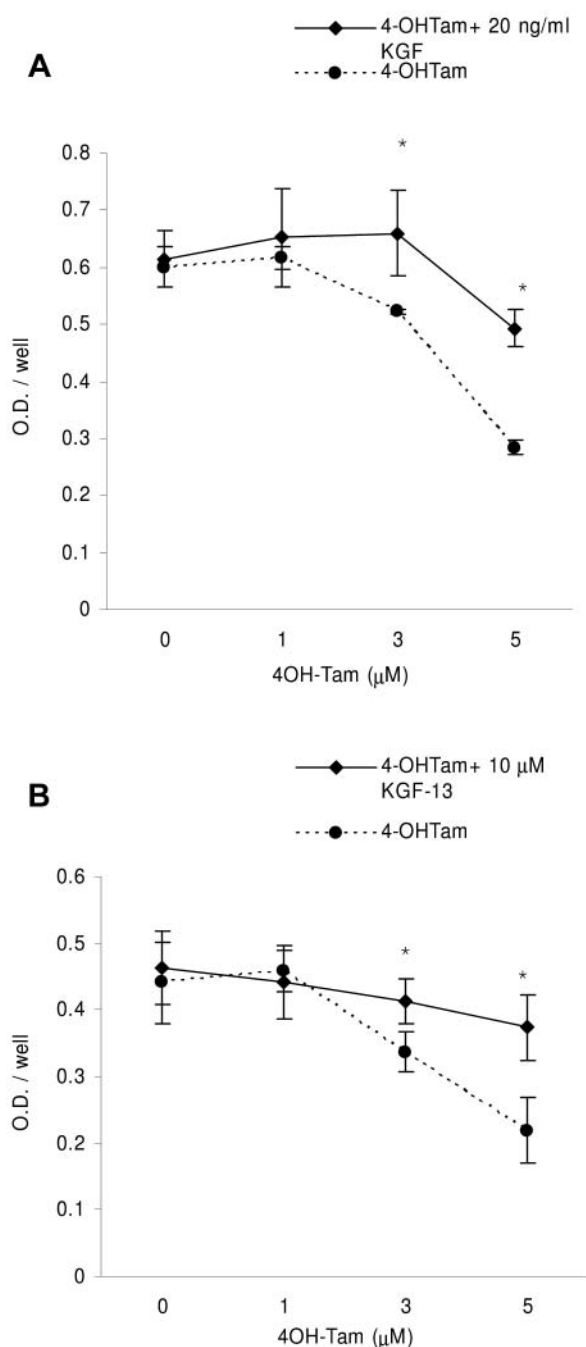 4-OHTam+ 20 ng/ml
KGF
4-OHTam
A
*
*
0.8
0.7
0.6
0.5
0.4
0.3
0.2
0.1
0
O.D. / well
0 1 3 5
4OH-Tam (μM)
4-OHTam+ 10 μM
KGF-13
4-OHTam
B
*
*
0.6
0.5
0.4
0.3
0.2
0.1
0
O.D. / well
0 1 3 5
4OH-Tam (μM)